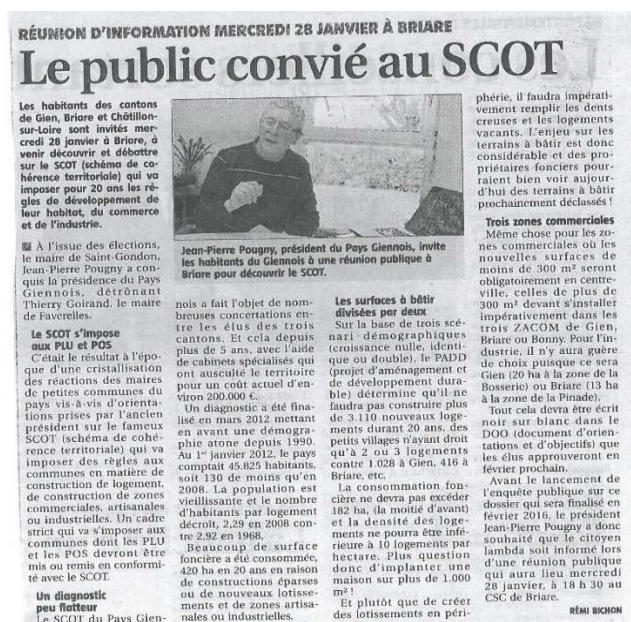 RÉUNION D'INFORMATION MERCREDI 28 JANVIER À BRIARE
Le public convié au SCOT
Les habitants des cantons
de Gien, Briare et Châtillon-
sur-Loire sont invités mer-
credi 28 janvier à Briare, à
venir découvrir et débattre
sur le SCOT (schéma de co-
hérence territoriale) qui va
imposer pour 20 ans les rè-
gles de développement de
leur habitat, du commerce
et de l'industrie.
À l'issue des élections,
le maire de Saint-Gondon,
Jean-Pierre Pougny a con-
quis la présidence du Pays
Giennois, détrônant
Thierry Goirand, le maire
de Faverelles.
Le SCOT s'impose
aux PLU et POS
C'était le résultat à l'épo-
que d'une cristallisation
des réactions des maires
de petites communes du
pays vis-à-vis d'orienta-
tions prises par l'ancien
président sur le fameux
SCOT (schéma de cohé-
rence territoriale) qui va
imposer des règles aux
communes en matière de
construction de logement,
de construction de zones
commerciales, artisanales
ou industrielles. Un cadre
strict qui va s'imposer aux
communes dont les PLU
et les POS devront être
mis ou remis en conformi-
té avec le SCOT.
Un diagnostic
peu flatteur
Le SCOT du Pays Gien-
Jean-Pierre Pougny, président du Pays Giennois, invite
les habitants du Giennois à une réunion publique à
Briare pour découvrir le SCOT.
nois a fait l'objet de nom-
breuses concertations en-
tre les élus des trois
cantons. Et cela depuis
plus de 5 ans, avec l'aide
de cabinets spécialisés qui
ont ausculté le territoire
pour un coût actuel d'en-
viron 200.000 €.
Un diagnostic a été fina-
lisé en mars 2012 mettant
en avant une démogra-
phie atone depuis 1990.
Au 1er janvier 2012, le pays
comptait 45.825 habitants,
soit 130 de moins qu'en
2008. La population est
vieillissante et le nombre
d'habitants par logement
décroît, 2,29 en 2008 con-
tre 2,92 en 1968.
Beaucoup de surface
foncière a été consommée,
420 ha en 20 ans en raison
de constructions éparses
ou de nouveaux lotisse-
ments et de zones artisa-
nales ou industrielles.
Les surfaces à bâtir
divisées par deux
Sur la base de trois scé-
nari démographiques
(croissance nulle, identi-
que ou double), le PADD
(projet d'aménagement et
de développement dura-
ble) détermine qu'il ne
faudra pas construire plus
de 3.110 nouveaux loge-
ments durant 20 ans, des
petits villages n'ayant droit
qu'à 2 ou 3 logements
contre 1.028 à Gien, 416 à
Briare, etc.
La consommation fon-
cière ne devra pas excéder
182 ha, (la moitié d'avant)
et la densité des loge-
ments ne pourra être infé-
rieure à 10 logements par
hectare. Plus question
donc d'implanter une
maison sur plus de 1.000
m² !
Et plutôt que de créer
des lotissements en péri-
phérie, il faudra impérati-
vement remplir les dents
creuses et les logements
vacants. L'enjeu sur les
terrains à bâtir est donc
considérable et des pro-
priétaires fonciers pour-
raient bien voir aujour-
d'hui des terrains à bâtir
prochainement déclassés !
Trois zones commerciales
Même chose pour les zo-
nes commerciales où les
nouvelles surfaces de
moins de 300 m² seront
obligatoirement en centre-
ville, celles de plus de
300 m² devant s'installer
impérativement dans les
trois ZACOM de Gien,
Briare ou Bonny. Pour l'in-
dustrie, il n'y aura guère
de choix puisque ce sera
Gien (20 ha à la zone de la
Bosserie) ou Briare (13 ha
à la zone de la Pinade).
Tout cela devra être écrit
noir sur blanc dans le
DOO (document d'orien-
tations et d'objectifs) que
les élus approuveront en
février prochain.
Avant le lancement de
l'enquête publique sur ce
dossier qui sera finalisé en
février 2016, le président
Jean-Pierre Pougny a donc
souhaité que le citoyen
lambda soit informé lors
d'une réunion publique
qui aura lieu mercredi
28 janvier, à 18 h 30 au
CSC de Briare.
RÉMI BICHON